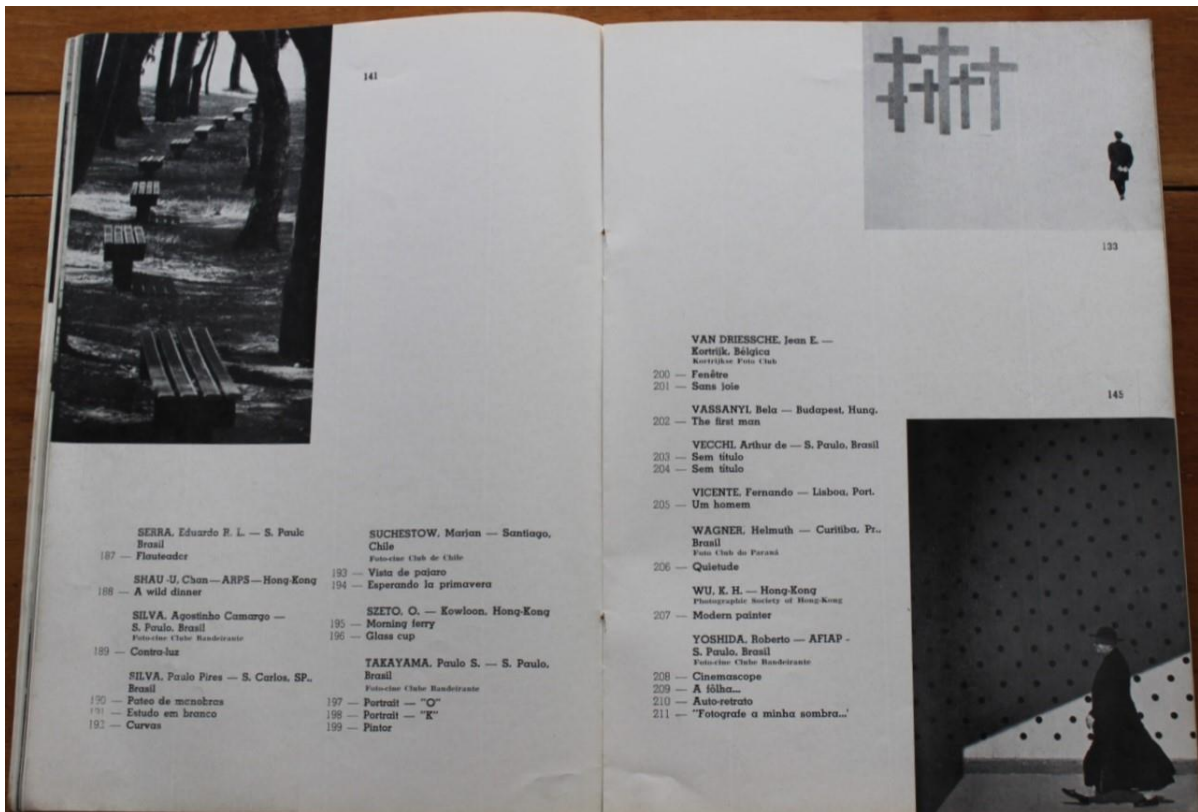 141
SERRA, Eduardo R. L. — S. Paulo
Brasil
187 — Flauteador
SHAU -U, Chan — ARPS — Hong-Kong
188 — A wild dinner
SILVA, Agostinho Camargo —
S. Paulo, Brasil
Foto-cine Clube Bandeirante
189 — Contra-luz
SILVA, Paulo Pires — S. Carlos, SP.,
Brasil
190 — Pateo de manobras
191 — Estudo em branco
192 — Curvas
SUCHESTOW, Marjan — Santiago,
Chile
Foto-cine Club de Chile
193 — Vista de pajaro
194 — Esperando la primavera
SZETO, O. — Kowloon, Hong-Kong
195 — Morning ferry
196 — Glass cup
TAKAYAMA, Paulo S. — S. Paulo,
Brasil
Foto-cine Clube Bandeirante
197 — Portrait — "O"
198 — Portrait — "K"
199 — Pintor
133
VAN DRIESSCHE, Jean E. —
Kortrijk, Bélgica
Kortrijkse Foto Club
200 — Fenêtre
201 — Sans joie
VASSANYI, Bela — Budapest, Hung.
202 — The first man
VECCHI, Arthur de — S. Paulo, Brasil
203 — Sem título
204 — Sem título
VICENTE, Fernando — Lisboa, Port.
205 — Um homem
WAGNER, Helmuth — Curitiba, Pr.,
Brasil
Foto Club do Paraná
206 — Quietude
WU, K. H. — Hong-Kong
Photographic Society of Hong-Kong
207 — Modern painter
YOSHIDA, Roberto — AFIAP -
S. Paulo, Brasil
Foto-cine Clube Bandeirante
208 — Cinemascope
209 — A fôlha...
210 — Auto-retrato
211 — "Fotografe a minha sombra..."
145